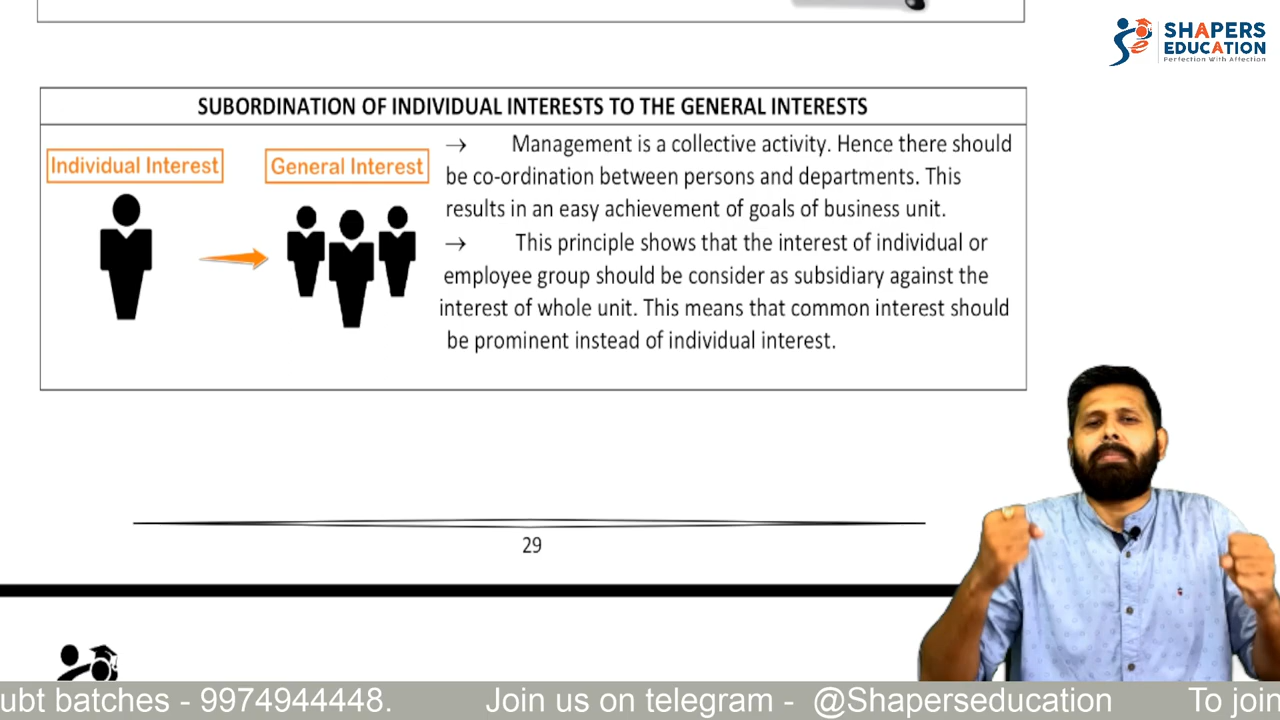 SHAPERS
EDUCATION
Perfection With Affection
SUBORDINATION OF INDIVIDUAL INTERESTS TO THE GENERAL INTERESTS
Individual Interest
General Interest
→ Management is a collective activity. Hence there should
be co-ordination between persons and departments. This
results in an easy achievement of goals of business unit.
→ This principle shows that the interest of individual or
employee group should be consider as subsidiary against the
interest of whole unit. This means that common interest should
be prominent instead of individual interest.
29
ubt batches - 9974944448. Join us on telegram - @Shaperseducation To join